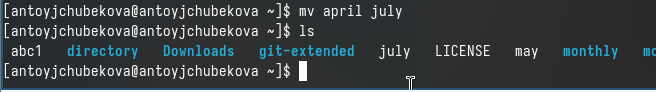 [antoyjchubekova@antoyjchubekova ~]$ mv april july
[antoyjchubekova@antoyjchubekova ~]$ ls
abc1 directory Downloads git-extended july LICENSE may monthly
[antoyjchubekova@antoyjchubekova ~]$